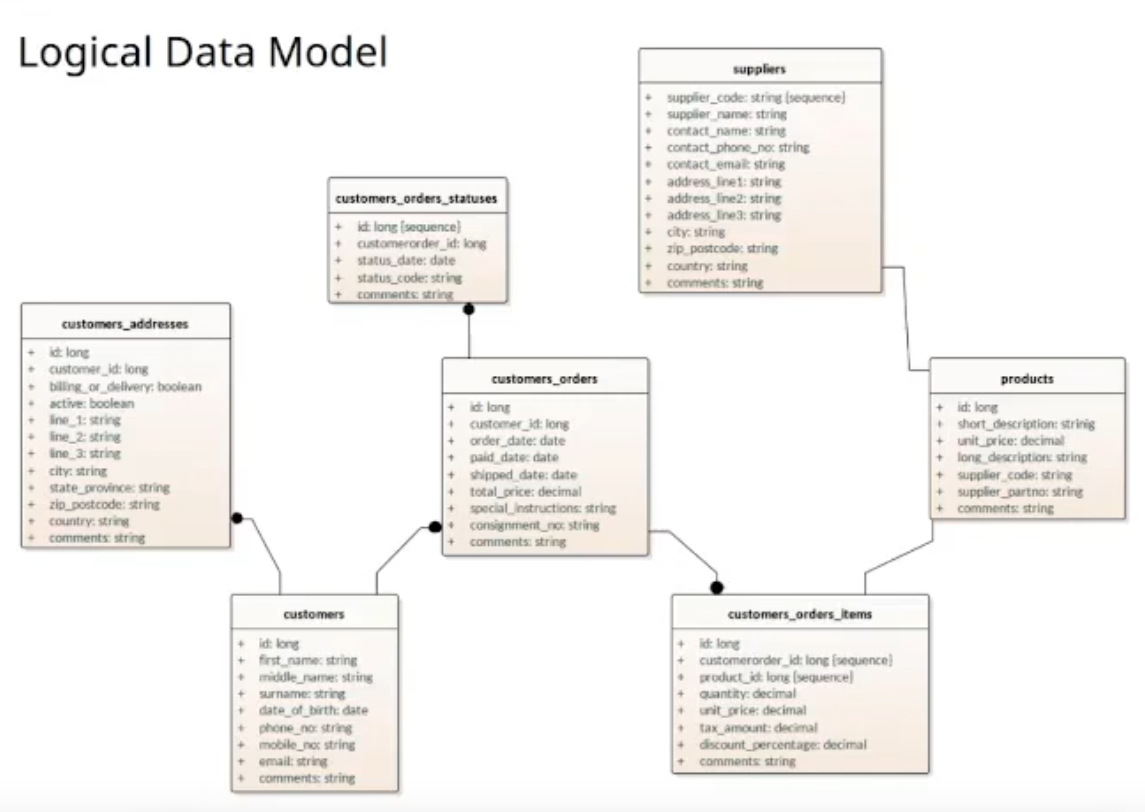 Logical Data Model
suppliers
+ supplier_code: string {sequence}
+ supplier_name: string
+ contact_name: string
+ contact_phone_no: string
+ contact_email: string
+ address_line1: string
+ address_line2: string
+ address_line3: string
+ city: string
+ zip_postcode: string
+ country: string
+ comments: string
customers_orders_statuses
+ id: long {sequence}
+ customerorder_id: long
+ status_date: date
+ status_code: string
+ comments: string
customers_addresses
+ id: long
+ customer_id: long
+ billing_or_delivery: boolean
+ active: boolean
+ line_1: string
+ line_2: string
+ line_3: string
+ city: string
+ state_province: string
+ zip_postcode: string
+ country: string
+ comments: string
customers_orders
+ id: long
+ customer_id: long
+ order_date: date
+ paid_date: date
+ shipped_date: date
+ total_price: decimal
+ special_instructions: string
+ consignment_no: string
+ comments: string
products
+ id: long
+ short_description: strinig
+ unit_price: decimal
+ long_description: string
+ supplier_code: string
+ supplier_partno: string
+ comments: string
customers
+ id: long
+ first_name: string
+ middle_name: string
+ surname: string
+ date_of_birth: date
+ phone_no: string
+ mobile_no: string
+ email: string
+ comments: string
customers_orders_items
+ id: long
+ customerorder_id: long {sequence}
+ product_id: long {sequence}
+ quantity: decimal
+ unit_price: decimal
+ tax_amount: decimal
+ discount_percentage: decimal
+ comments: string